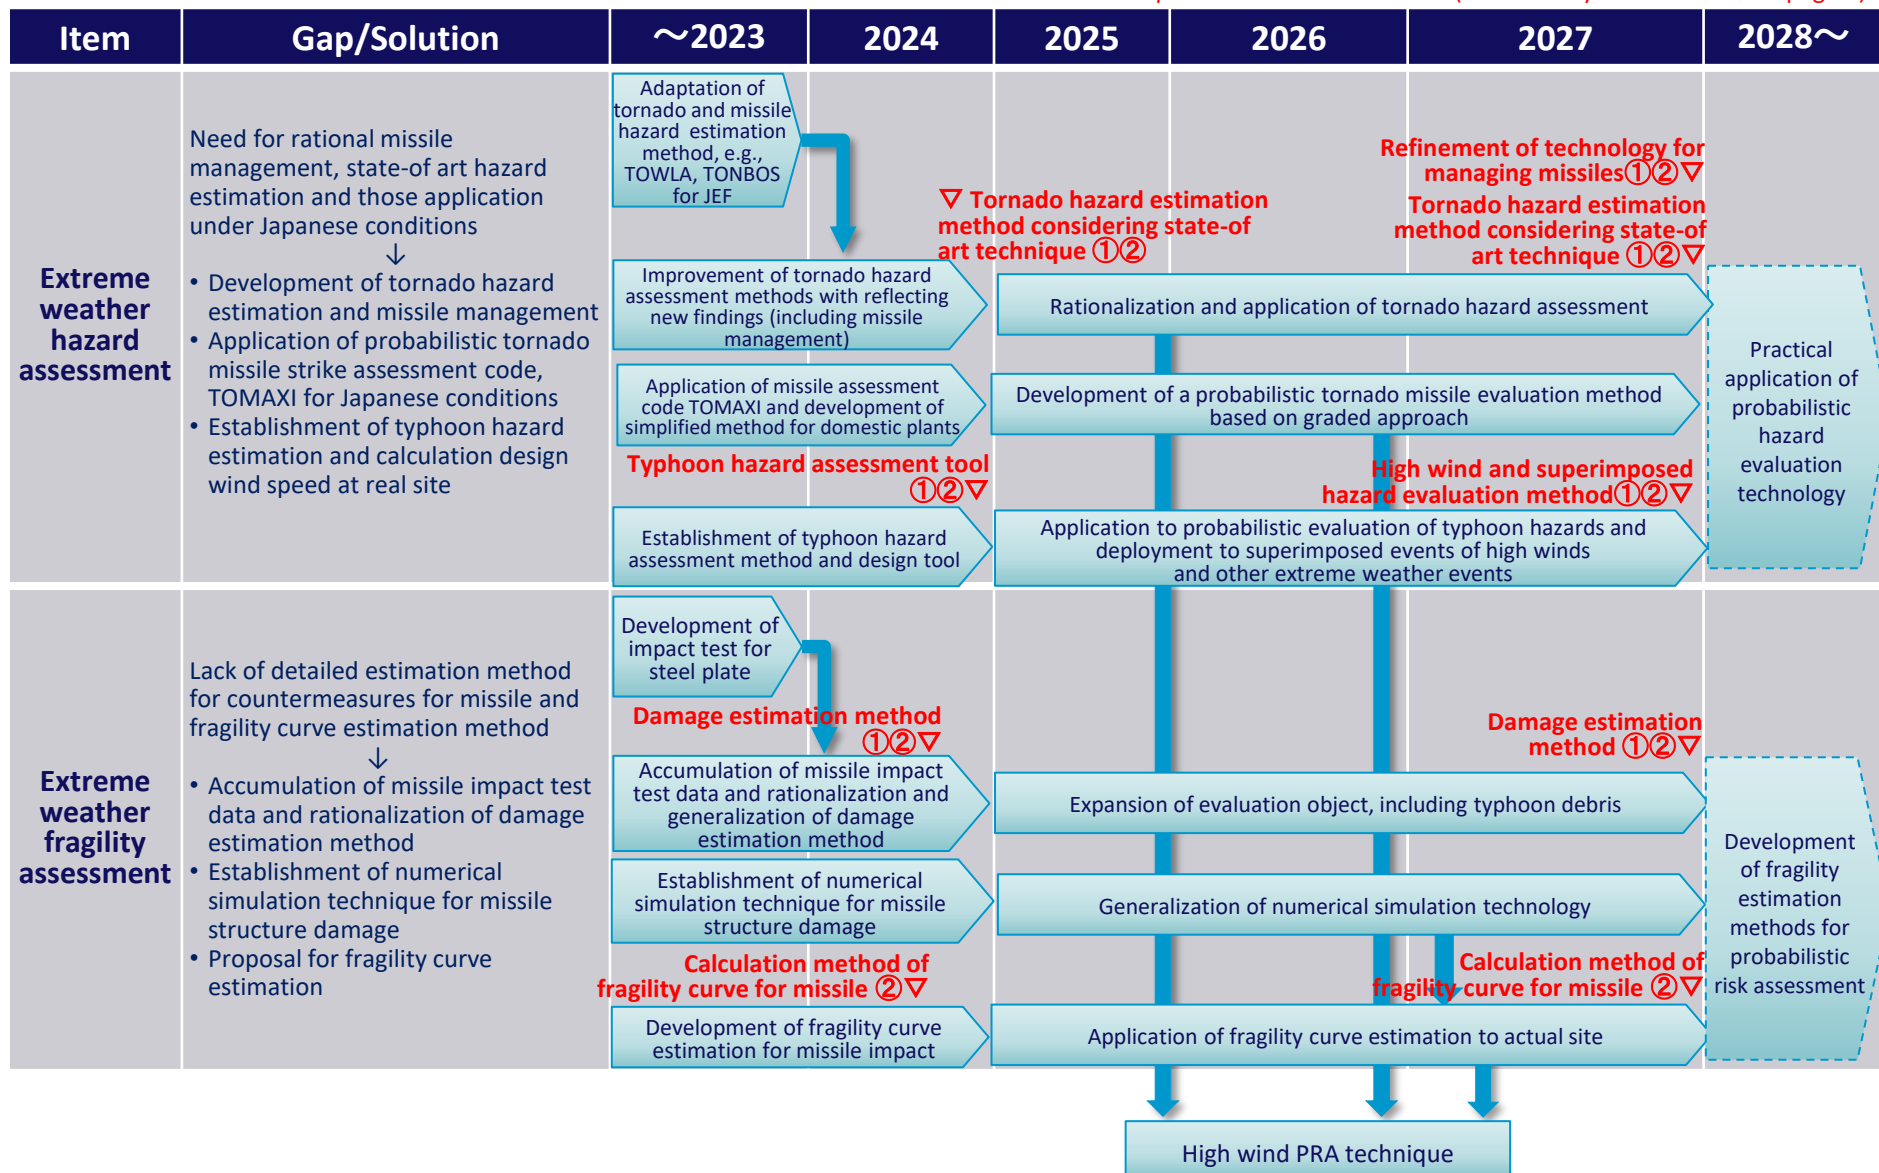 Item
Gap/Solution
～2023
2024
2025
2026
2027
2028～
Extreme
weather
hazard
assessment
Need for rational missile
management, state-of art hazard
estimation and those application
under Japanese conditions
↓
• Development of tornado hazard
estimation and missile management
• Application of probabilistic tornado
missile strike assessment code,
TOMAXI for Japanese conditions
• Establishment of typhoon hazard
estimation and calculation design
wind speed at real site
Adaptation of
tornado and missile
hazard estimation
method, e.g.,
TOWLA, TONBOS
for JEF
▽ Tornado hazard estimation
method considering state-of
art technique ①②
Refinement of technology for
managing missiles①②▽
Tornado hazard estimation
method considering state-of
art technique ①②▽
Improvement of tornado hazard
assessment methods with reflecting
new findings (including missile
management)
Rationalization and application of tornado hazard assessment
Application of missile assessment
code TOMAXI and development of
simplified method for domestic plants
Development of a probabilistic tornado missile evaluation method
based on graded approach
Typhoon hazard assessment tool
①②▽
High wind and superimposed
hazard evaluation method①②▽
Establishment of typhoon hazard
assessment method and design tool
Application to probabilistic evaluation of typhoon hazards and
deployment to superimposed events of high winds
and other extreme weather events
Practical
application of
probabilistic
hazard
evaluation
technology
Extreme
weather
fragility
assessment
Lack of detailed estimation method
for countermeasures for missile and
fragility curve estimation method
↓
• Accumulation of missile impact test
data and rationalization of damage
estimation method
• Establishment of numerical
simulation technique for missile
structure damage
• Proposal for fragility curve
estimation
Development of
impact test for
steel plate
Damage estimation method
①②▽
Damage estimation
method ①②▽
Accumulation of missile impact
test data and rationalization and
generalization of damage
estimation method
Expansion of evaluation object, including typhoon debris
Establishment of numerical
simulation technique for missile
structure damage
Generalization of numerical simulation technology
Calculation method of
fragility curve for missile ②▽
Calculation method of
fragility curve for missile ②▽
Development of fragility curve
estimation for missile impact
Application of fragility curve estimation to actual site
Development
of fragility
estimation
methods for
probabilistic
risk assessment
High wind PRA technique